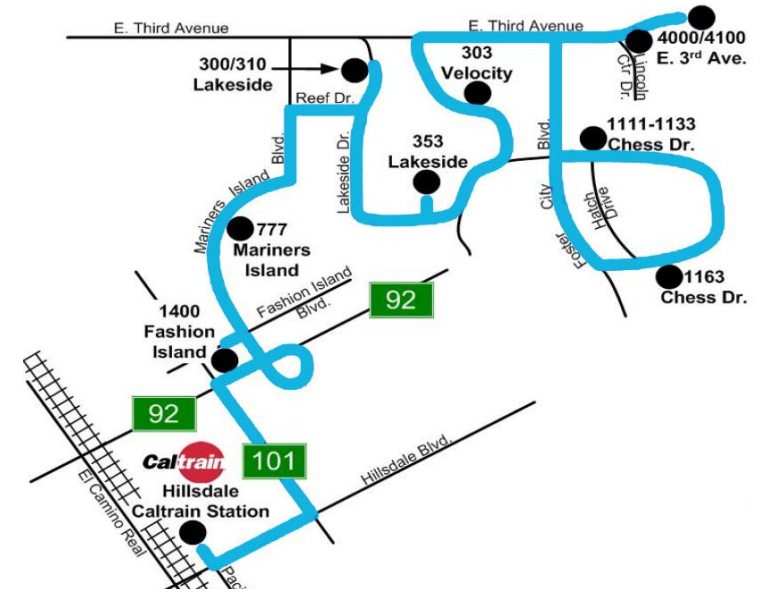 E. Third Avenue
E. Third Avenue
300/310
Lakeside
303
Velocity
4000/4100
E. 3rd Ave.
Lincoln
Ctr Dr.
Reef Dr.
1111-1133
Chess Dr.
353
Lakeside
Blvd.
Mariners Island
Lakeside Dr.
Blvd.
City
Foster
Hatch
Drive
777
Mariners
Island
1163
Chess Dr.
Fashion Island
Blvd.
92
1400
Fashion
Island
92
Caltrain
101
Hillsdale
Caltrain Station
Hillsdale Blvd.
El Camino Real